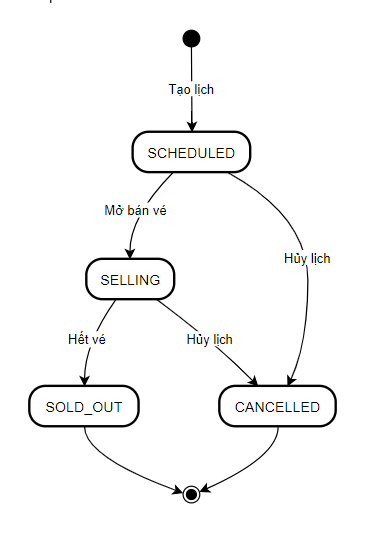 Tạo lịch
SCHEDULED
Mở bán vé
Hủy lịch
SELLING
Hết vé
Hủy lịch
SOLD_OUT
CANCELLED